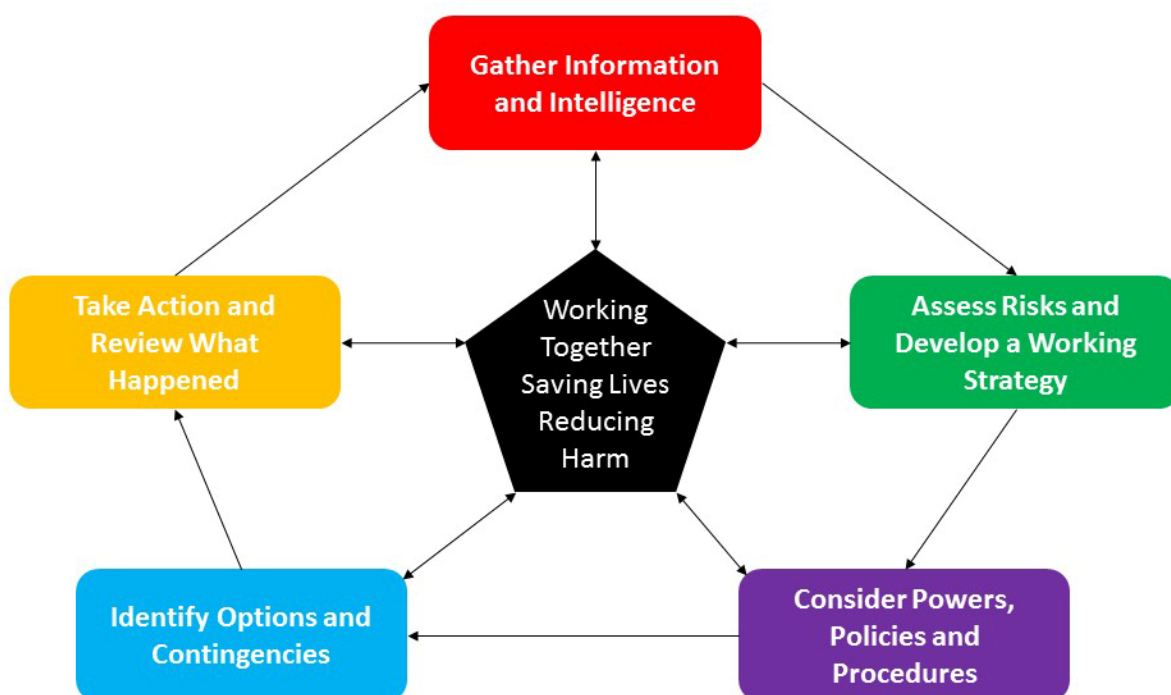 Gather Information
and Intelligence
Assess Risks and
Develop a Working
Strategy
Consider Powers,
Policies and
Procedures
Identify Options and
Contingencies
Take Action and
Review What
Happened
Working
Together
Saving Lives
Reducing
Harm